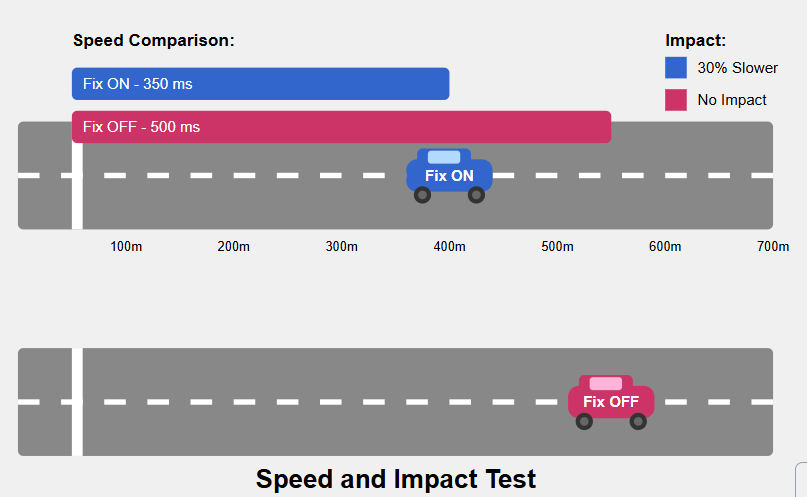 Speed Comparison:
Impact:
Fix ON - 350 ms
30% Slower
Fix OFF - 500 ms
No Impact
Fix ON
100m 200m 300m 400m 500m 600m 700m
Fix OFF
Speed and Impact Test